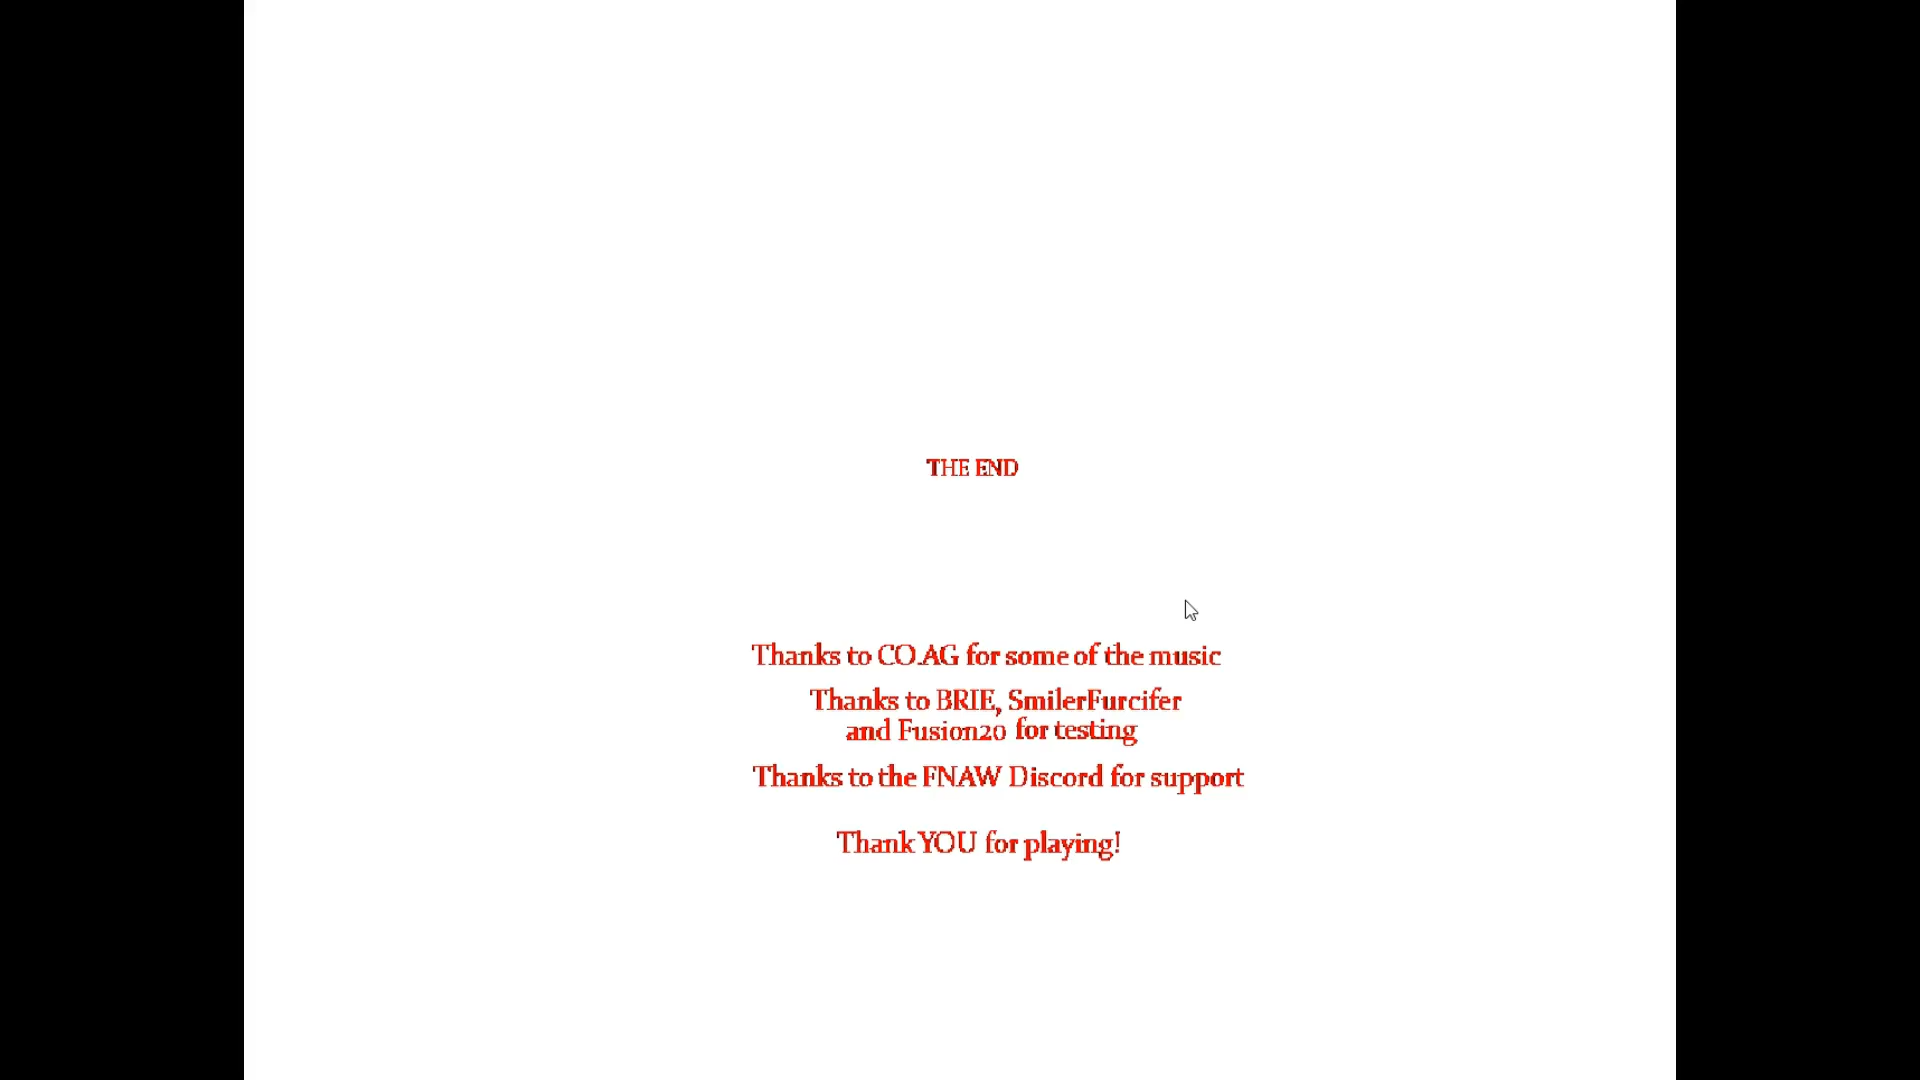 THE END
Thanks to CO.AG for some of the music
Thanks to BRIE, SmilerFurcifer
and Fusion20 for testing
Thanks to the FNAW Discord for support
Thank YOU for playing!